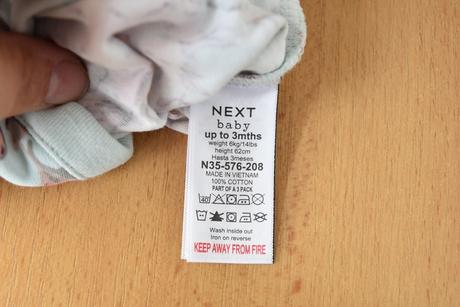 NEXT
baby
up to 3mths
weight 6kg/14lbs
height 62cm
Hasta 3meses
N35-576-208
MADE IN VIETNAM
100% COTTON
PART OF A 3 PACK
40
Wash inside out
Iron on reverse
KEEP AWAY FROM FIRE